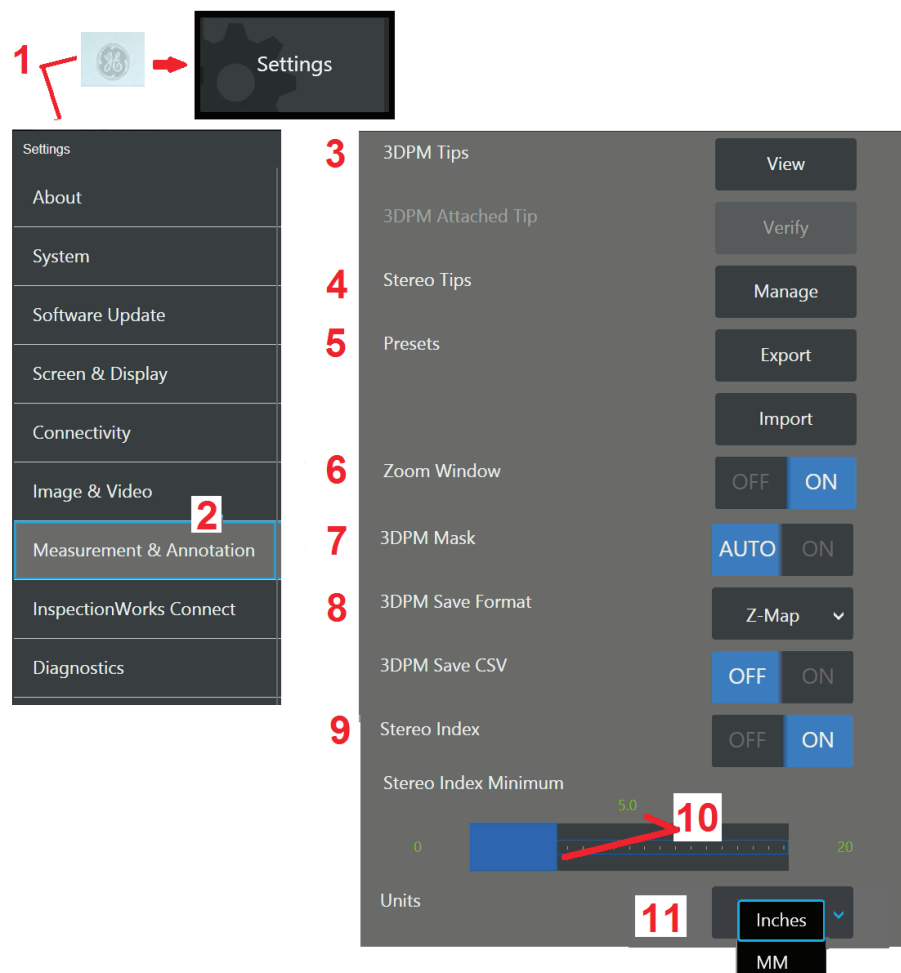 1
GE
Settings
Settings
About
System
Software Update
Screen & Display
Connectivity
Image & Video
2
Measurement & Annotation
InspectionWorks Connect
Diagnostics
3 3DPM Tips View
3DPM Attached Tip Verify
4 Stereo Tips Manage
5 Presets Export
Import
6 Zoom Window OFF ON
7 3DPM Mask AUTO ON
8 3DPM Save Format Z-Map
3DPM Save CSV OFF ON
9 Stereo Index OFF ON
Stereo Index Minimum
5.0 10
0 20
Units 11 Inches
MM